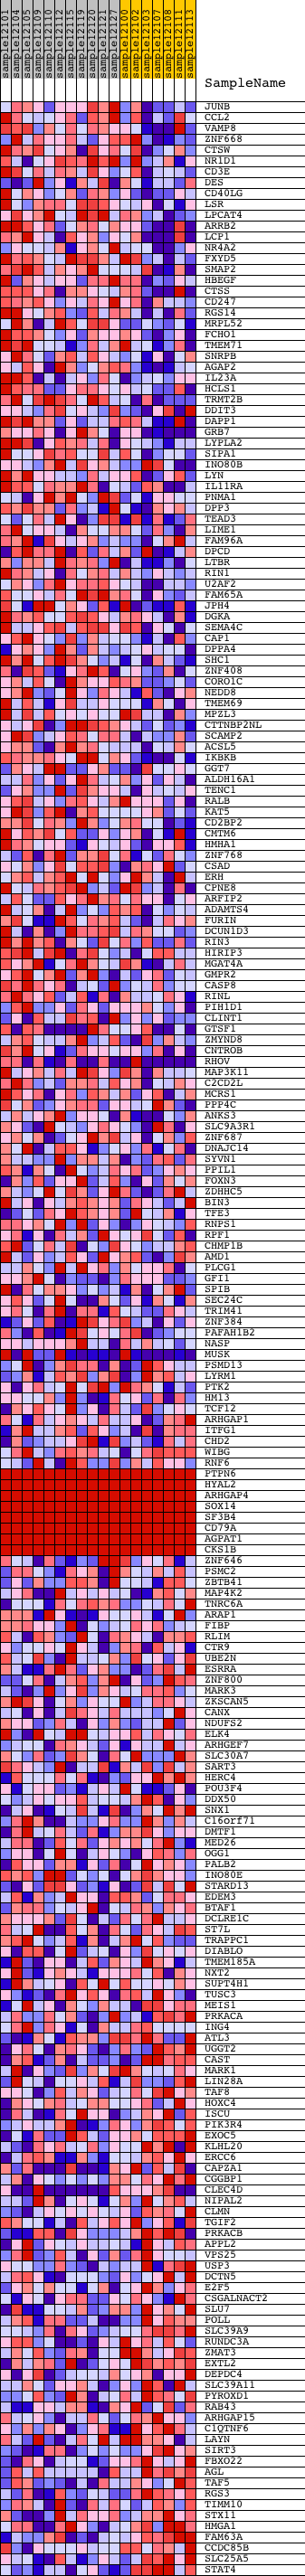 sample12101
sample12104
sample12105
sample12109
sample12110
sample12112
sample12115
sample12119
sample12120
sample12121
sample12127
sample12100
sample12102
sample12103
sample12107
sample12108
sample12111
sample12113
SampleName
JUNB
CCL2
VAMP8
ZNF668
CTSW
NR1D1
CD3E
DES
CD40LG
LSR
LPCAT4
ARRB2
LCP1
NR4A2
FXYD5
SMAP2
HBEGF
CTSS
CD247
RGS14
MRPL52
FCHO1
TMEM71
SNRPB
AGAP2
IL23A
HCLS1
TRMT2B
DDIT3
DAPP1
GRB7
LYPLA2
SIPA1
INO80B
LYN
IL11RA
PNMA1
DPP3
TEAD3
LIME1
FAM96A
DPCD
LTBR
RIN1
U2AF2
FAM65A
JPH4
DGKA
SEMA4C
CAP1
DPPA4
SHC1
ZNF408
CORO1C
NEDD8
TMEM69
MPZL3
CTTNBP2NL
SCAMP2
ACSL5
IKBKB
GGT7
ALDH16A1
TENC1
RALB
KAT5
CD2BP2
CMTM6
HMHA1
ZNF768
CSAD
ERH
CPNE8
ARFIP2
ADAMTS4
FURIN
DCUN1D3
RIN3
HIRIP3
MGAT4A
GMPR2
CASP8
RINL
PIH1D1
CLINT1
GTSF1
ZMYND8
CNTROB
RHOV
MAP3K11
C2CD2L
MCRS1
PPP4C
ANKS3
SLC9A3R1
ZNF687
DNAJC14
SYVN1
PPIL1
FOXN3
ZDHHC5
BIN3
TFE3
RNPS1
RPF1
CHMP1B
AMD1
PLCG1
GFI1
SPIB
SEC24C
TRIM41
ZNF384
PAFAH1B2
NASP
MUSK
PSMD13
LYRM1
PTK2
HM13
TCF12
ARHGAP1
ITFG1
CHD2
WIBG
RNF6
PTPN6
HYAL2
ARHGAP4
SOX14
SF3B4
CD79A
AGPAT1
CKS1B
ZNF646
PSMC2
ZBTB41
MAP4K2
TNRC6A
ARAP1
FIBP
RLIM
CTR9
UBE2N
ESRRA
ZNF800
MARK3
ZKSCAN5
CANX
NDUFS2
ELK4
ARHGEF7
SLC30A7
SART3
HERC4
POU3F4
DDX50
SNX1
C16orf71
DMTF1
MED26
OGG1
PALB2
INO80E
STARD13
EDEM3
BTAF1
DCLRE1C
ST7L
TRAPPC1
DIABLO
TMEM185A
NXT2
SUPT4H1
TUSC3
MEIS1
PRKACA
ING4
ATL3
UGGT2
CAST
MARK1
LIN28A
TAF8
HOXC4
ISCU
PIK3R4
EXOC5
KLHL20
ERCC6
CAPZA1
CGGBP1
CLEC4D
NIPAL2
CLMN
TGIF2
PRKACB
APPL2
VPS25
USP3
DCTN5
E2F5
CSGALNACT2
SLU7
POLL
SLC39A9
RUNDC3A
ZMAT3
EXTL2
DEPDC4
SLC39A11
PYROXD1
RAB43
ARHGAP15
C1QTNF6
LAYN
SIRT3
FBXO22
AGL
TAF5
RGS3
TIMM10
STX11
HMGA1
FAM63A
CCDC85B
SLC25A5
STAT4